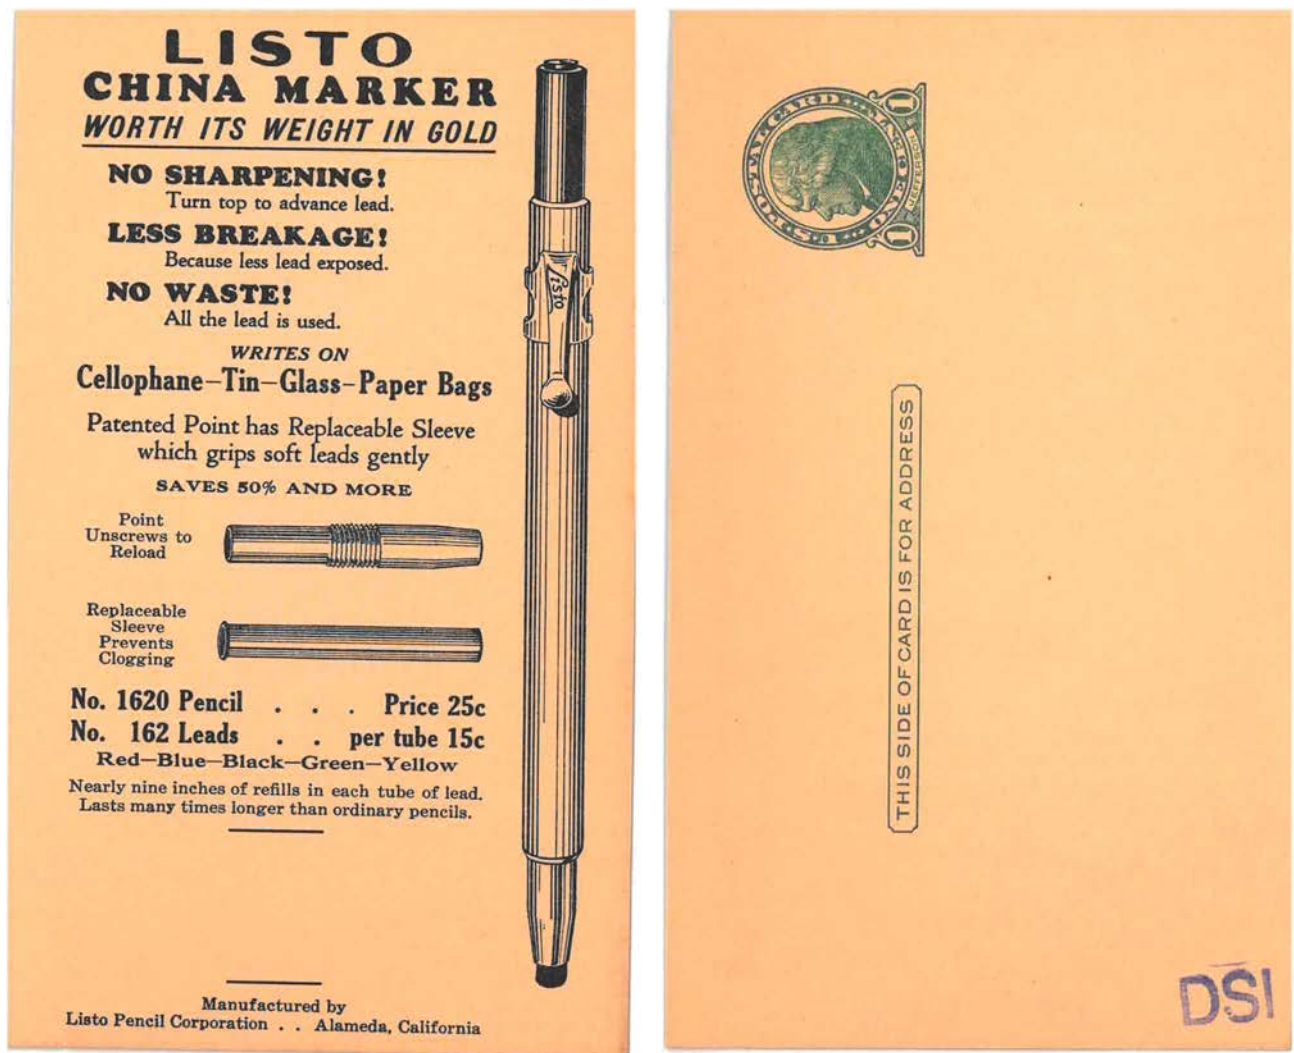 LISTO
CHINA MARKER
WORTH ITS WEIGHT IN GOLD
NO SHARPENING!
Turn top to advance lead.
LESS BREAKAGE!
Because less lead exposed.
NO WASTE!
All the lead is used.
WRITES ON
Cellophane—Tin—Glass—Paper Bags
Patented Point has Replaceable Sleeve
which grips soft leads gently
SAVES 50% AND MORE
Point
Unscrews to
Reload
Replaceable
Sleeve
Prevents
Clogging
No. 1620 Pencil . . . Price 25c
No. 162 Leads . . per tube 15c
Red—Blue—Black—Green—Yellow
Nearly nine inches of refills in each tube of lead.
Lasts many times longer than ordinary pencils.
Manufactured by
Listo Pencil Corporation . . Alameda, California
Listo
U.S. POSTAL CARD ONE CENT
1 JEFFERSON 1
THIS SIDE OF CARD IS FOR ADDRESS
DSI